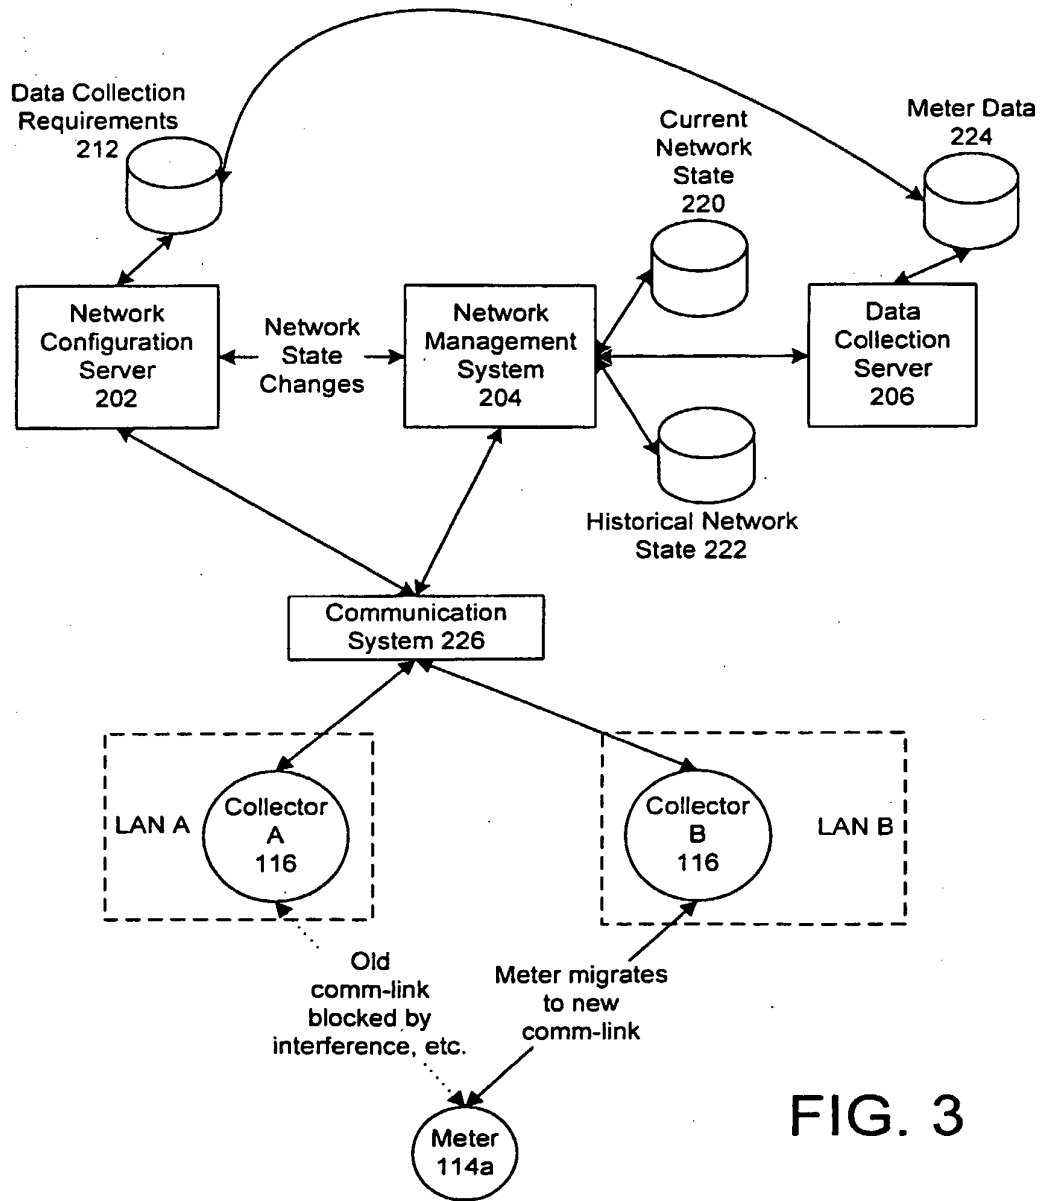 Data Collection
Requirements
212
Current
Network
State
220
Meter Data
224
Network
Configuration
Server
202
Network
State
Changes
Network
Management
System
204
Data
Collection
Server
206
Historical Network
State 222
Communication
System 226
LAN A
Collector
A
116
Collector
B
116
LAN B
Old
comm-link
blocked by
interference, etc.
Meter migrates
to new
comm-link
Meter
114a
FIG. 3